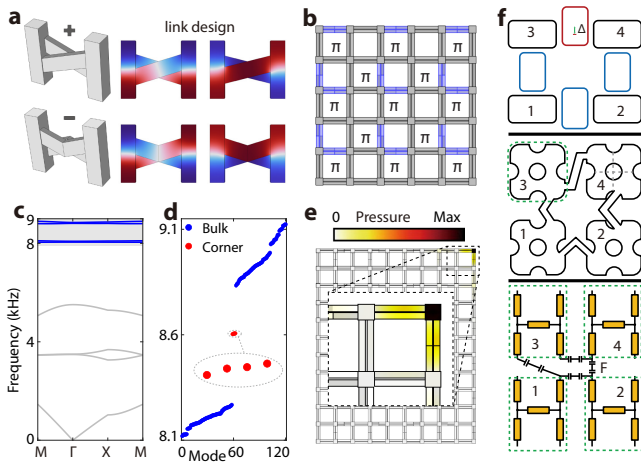 a
+
link design
−
b
π π π
π π
π π π
π π
π π π
c
Frequency (kHz)
9
8
4
0
M Γ X M
d
9.1
8.6
8.1
Bulk
Corner
0 Mode 60 120
e
0 Pressure Max
f
3 Δ 4
1 2
3 4
1 2
3 4
F
1 2